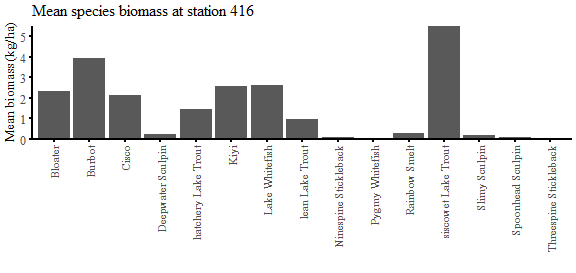 Mean species biomass at station 416
Mean biomass (kg/ha)
5
4
3
2
1
0
Bloater
Burbot
Cisco
Deepwater Sculpin
hatchery Lake Trout
Kiyi
Lake Whitefish
lean Lake Trout
Ninespine Stickleback
Pygmy Whitefish
Rainbow Smelt
siscowet Lake Trout
Slimy Sculpin
Spoonhead Sculpin
Threespine Stickleback